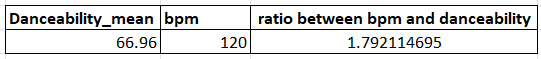 Danceability_mean bpm ratio between bpm and danceability
66.96 120 1.792114695